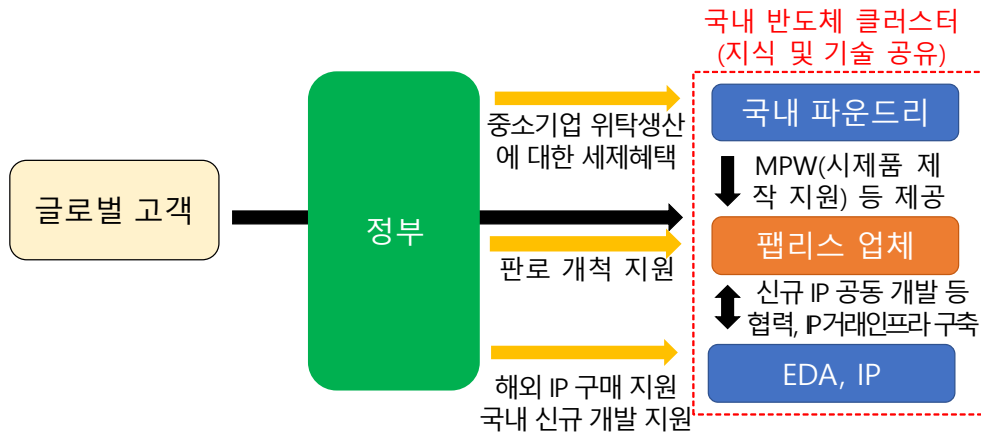 국내 반도체 클러스터
(지식 및 기술 공유)
국내 파운드리
중소기업 위탁생산
에 대한 세제혜택
MPW(시제품 제
작 지원) 등 제공
글로벌 고객
정부
팹리스 업체
판로 개척 지원
신규 IP 공동 개발 등
협력, IP거래인프라 구축
해외 IP 구매 지원
국내 신규 개발 지원
EDA, IP